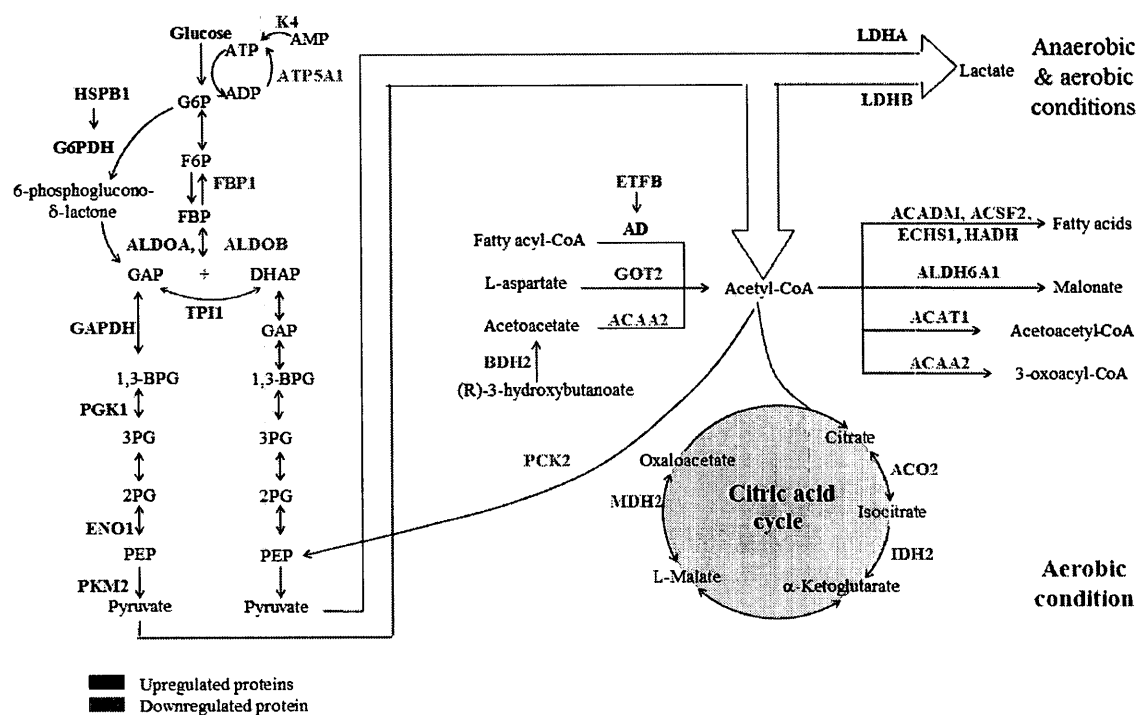 Glucose
K4
AMP
ATP
ATP5A1
ADP
HSPB1
G6P
G6PDH
F6P
6-phosphoglucono-
δ-lactone
FBP1
FBP
ALDOA,
ALDOB
GAP
÷
DHAP
TPI1
GAPDH
GAP
1,3-BPG
1,3-BPG
PGK1
3PG
3PG
2PG
2PG
ENO1
PEP
PEP
PKM2
Pyruvate
Pyruvate
LDHA
Lactate
LDHB
Anaerobic
& aerobic
conditions
ETFB
AD
Fatty acyl-CoA
GOT2
L-aspartate
Acetyl-CoA
ACAA2
Acetoacetate
BDH2
(R)-3-hydroxybutanoate
ACADM, ACSF2,
ECHS1, HADH
Fatty acids
ALDH6A1
Malonate
ACAT1
Acetoacetyl-CoA
ACAA2
3-oxoacyl-CoA
PCK2
Citrate
Oxaloacetate
ACO2
MDH2
Citric acid
cycle
Isocitrate
IDH2
L-Malate
α-Ketoglutarate
Aerobic
condition
Upregulated proteins
Downregulated protein